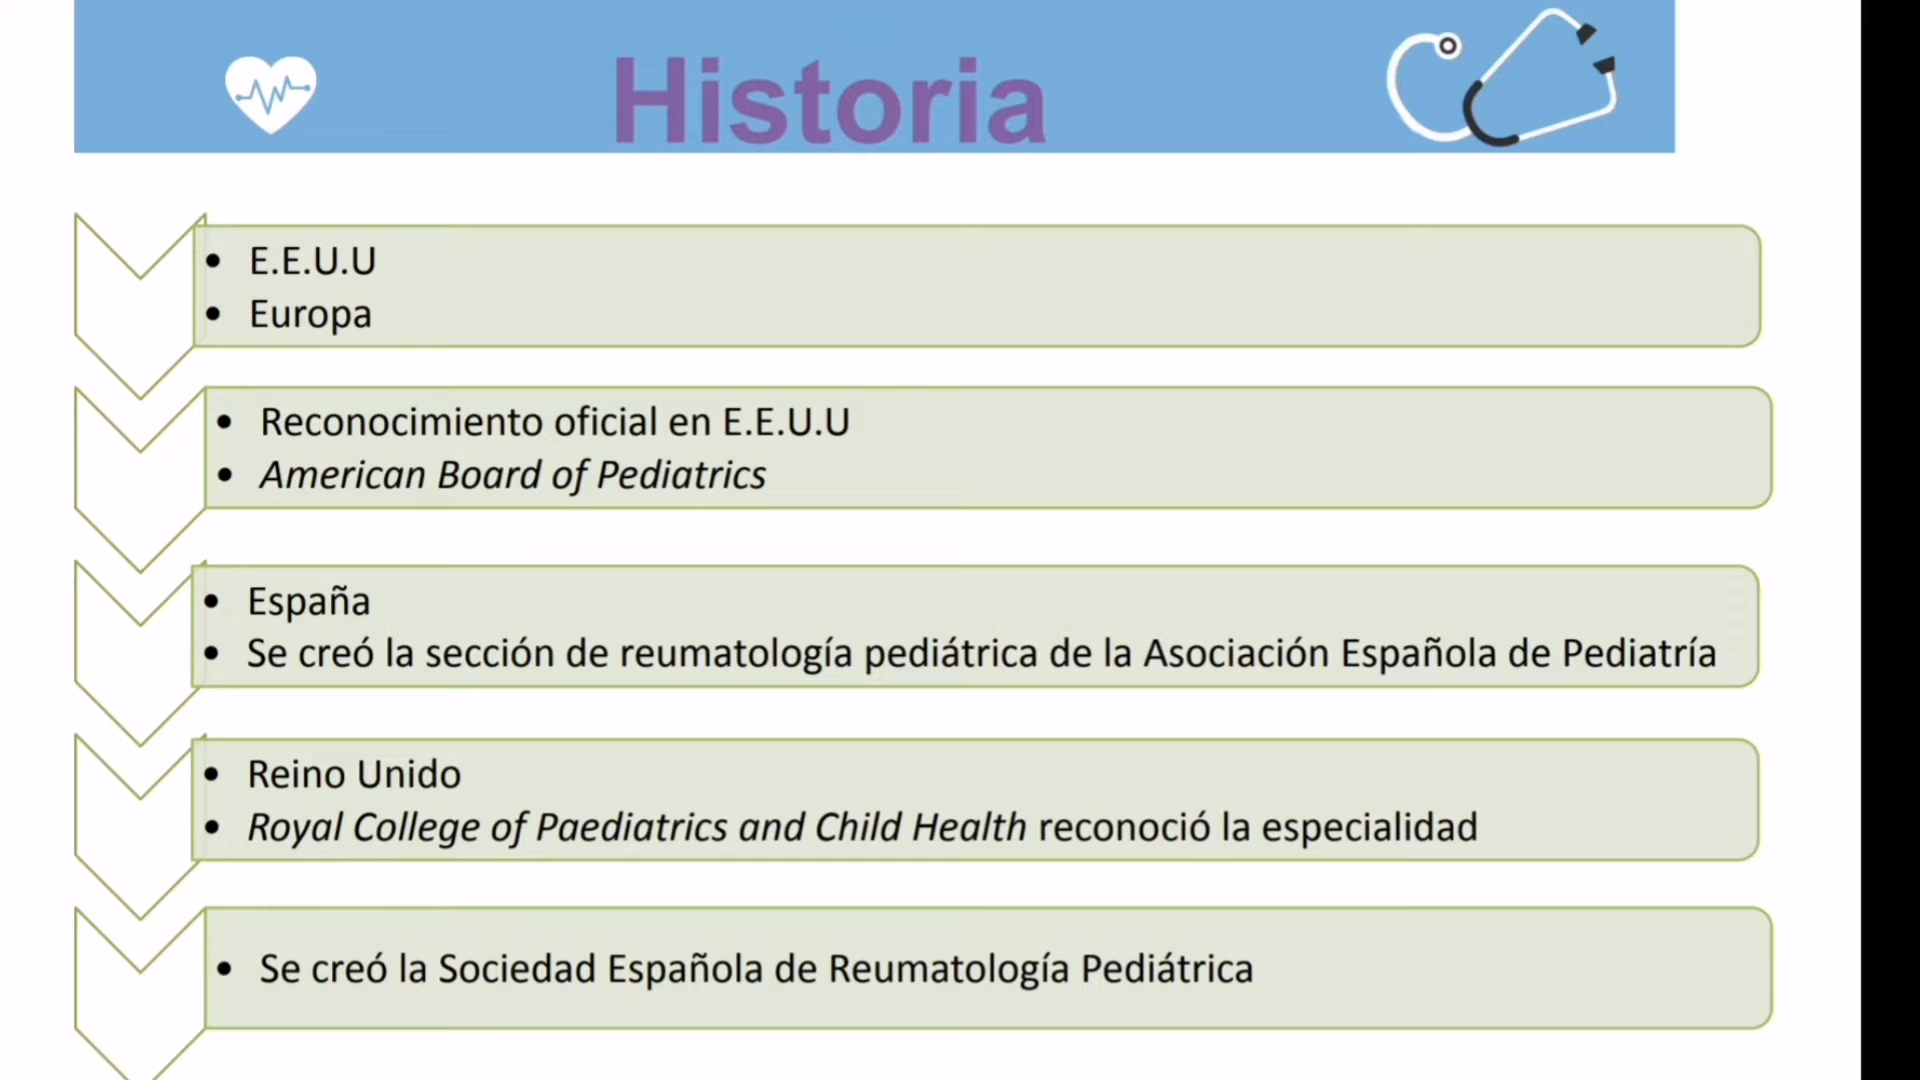 Historia
• E.E.U.U
• Europa
• Reconocimiento oficial en E.E.U.U
• American Board of Pediatrics
• España
• Se creó la sección de reumatología pediátrica de la Asociación Española de Pediatría
• Reino Unido
• Royal College of Paediatrics and Child Health reconoció la especialidad
• Se creó la Sociedad Española de Reumatología Pediátrica